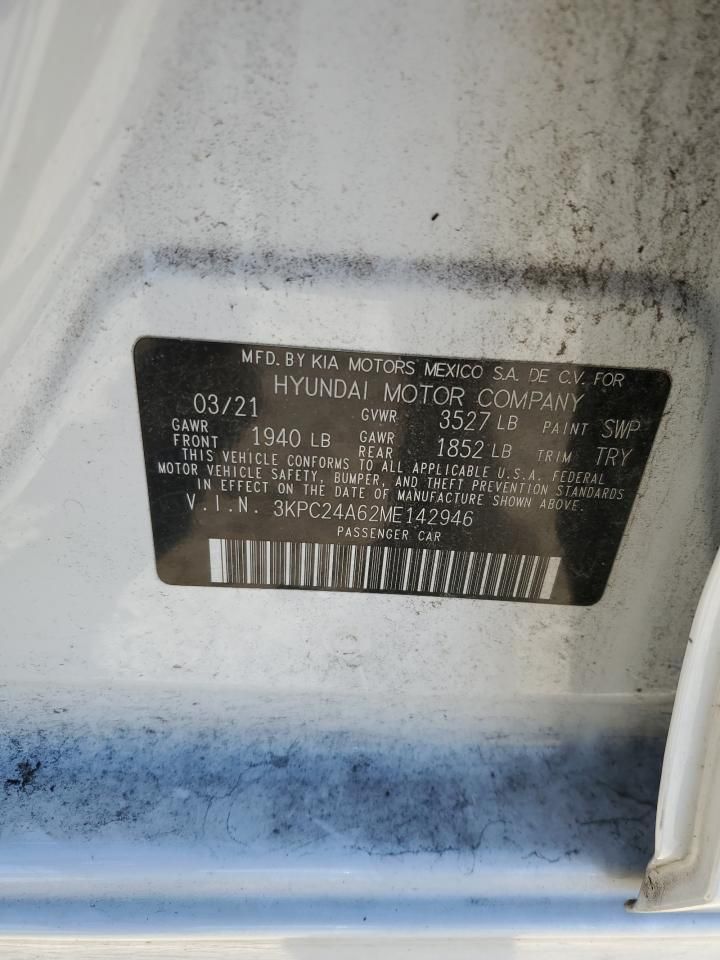 MFD. BY KIA MOTORS MEXICO S.A. DE C.V. FOR
HYUNDAI MOTOR COMPANY
03/21 GVWR 3527 LB PAINT SWP
GAWR FRONT 1940 LB GAWR REAR 1852 LB TRIM TRY
THIS VEHICLE CONFORMS TO ALL APPLICABLE U.S.A. FEDERAL
MOTOR VEHICLE SAFETY, BUMPER, AND THEFT PREVENTION STANDARDS
IN EFFECT ON THE DATE OF MANUFACTURE SHOWN ABOVE.
V.I.N. 3KPC24A62ME142946
PASSENGER CAR